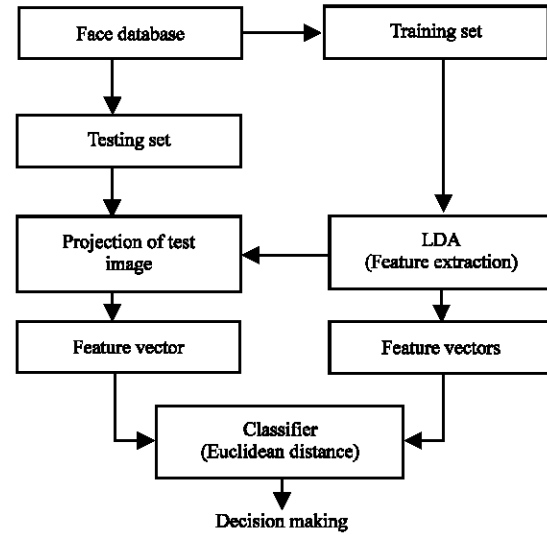 Face database
Training set
Testing set
Projection of test
image
LDA
(Feature extraction)
Feature vector
Feature vectors
Classifier
(Euclidean distance)
Decision making